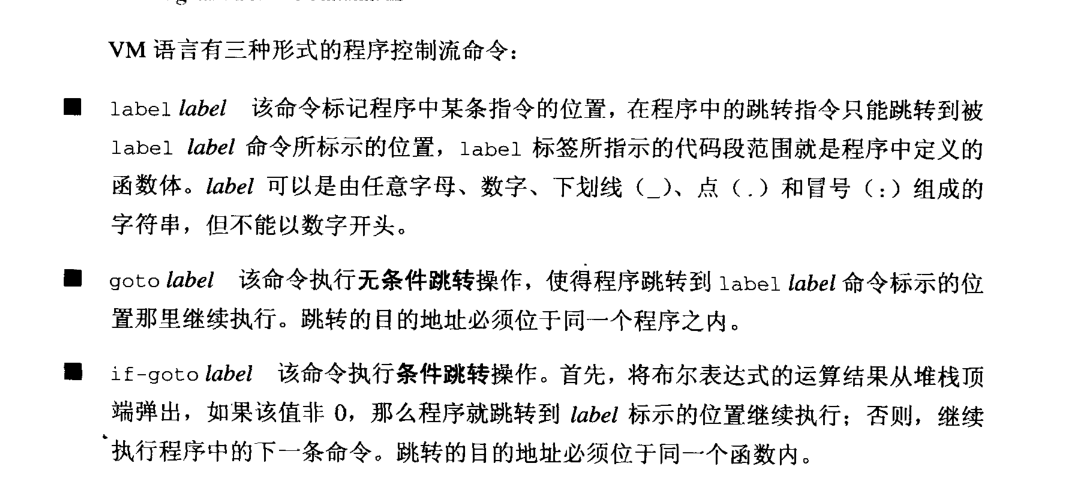 VM 语言有三种形式的程序控制流命令：
■ label label 该命令标记程序中某条指令的位置，在程序中的跳转指令只能跳转到被
label label 命令所标示的位置，label 标签所指示的代码段范围就是程序中定义的
函数体。label 可以是由任意字母、数字、下划线（_）、点（.）和冒号（:）组成的
字符串，但不能以数字开头。
■ goto label 该命令执行无条件跳转操作，使得程序跳转到 label label 命令标示的位
置那里继续执行。跳转的目的地址必须位于同一个程序之内。
■ if-goto label 该命令执行条件跳转操作。首先，将布尔表达式的运算结果从堆栈顶
端弹出，如果该值非 0，那么程序就跳转到 label 标示的位置继续执行；否则，继续
执行程序中的下一条命令。跳转的目的地址必须位于同一个函数内。